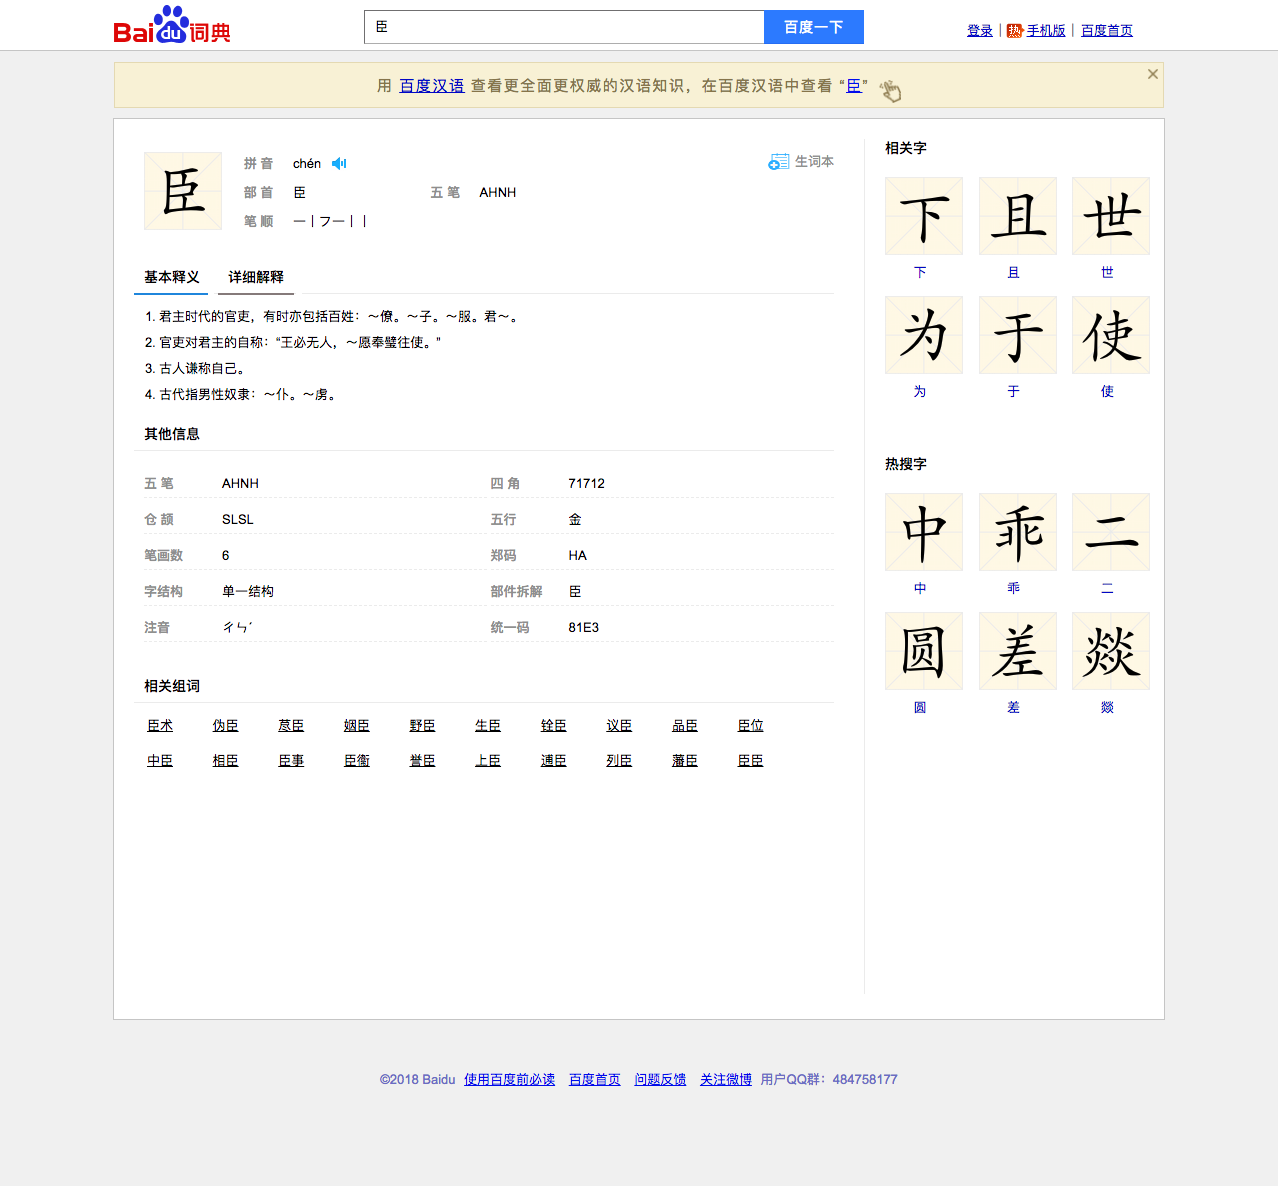 Baidu词典
臣
百度一下
登录 | 热 手机版 | 百度首页
用 百度汉语 查看更全面更权威的汉语知识，在百度汉语中查看 “臣”
臣
拼 音 chén
生词本
部 首 臣 五 笔 AHNH
笔 顺 一丨フ一丨丨
基本释义 详细解释
1. 君主时代的官吏，有时亦包括百姓：～僚。～子。～服。君～。
2. 官吏对君主的自称：“王必无人，～愿奉璧往使。”
3. 古人谦称自己。
4. 古代指男性奴隶：～仆。～虏。
其他信息
五 笔 AHNH 四 角 71712
仓 颉 SLSL 五行 金
笔画数 6 郑码 HA
字结构 单一结构 部件拆解 臣
注音 ㄔㄣˊ 统一码 81E3
相关组词
臣术 伪臣 荩臣 姻臣 野臣 生臣 铨臣 议臣 品臣 臣位
中臣 相臣 臣事 臣衞 誉臣 上臣 逋臣 列臣 藩臣 臣臣
相关字
下 且 世
下 且 世
为 于 使
为 于 使
热搜字
中 乖 二
中 乖 二
圆 差 燚
圆 差 燚
©2018 Baidu 使用百度前必读 百度首页 问题反馈 关注微博 用户QQ群：484758177